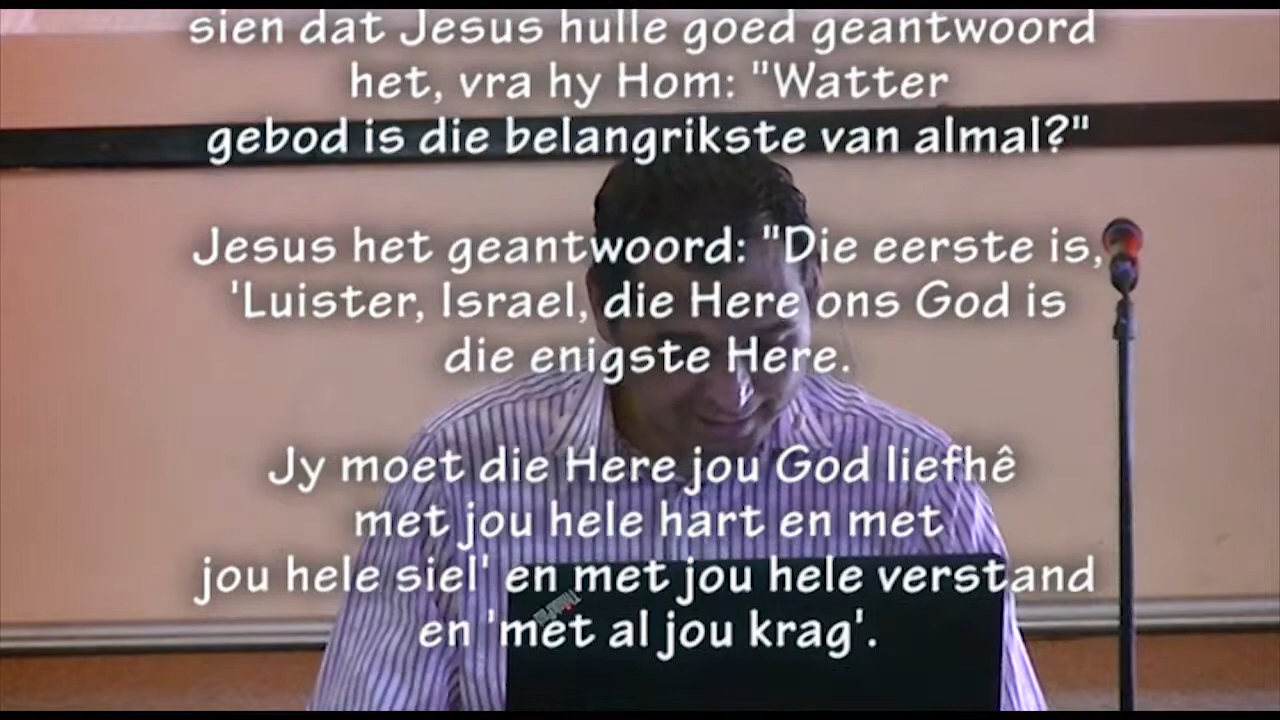 sien dat Jesus hulle goed geantwoord
het, vra hy Hom: "Watter
gebod is die belangrikste van almal?"
Jesus het geantwoord: "Die eerste is,
'Luister, Israel, die Here ons God is
die enigste Here.
Jy moet die Here jou God liefhê
met jou hele hart en met
jou hele siel' en met jou hele verstand
en 'met al jou krag'.
ThinkPad